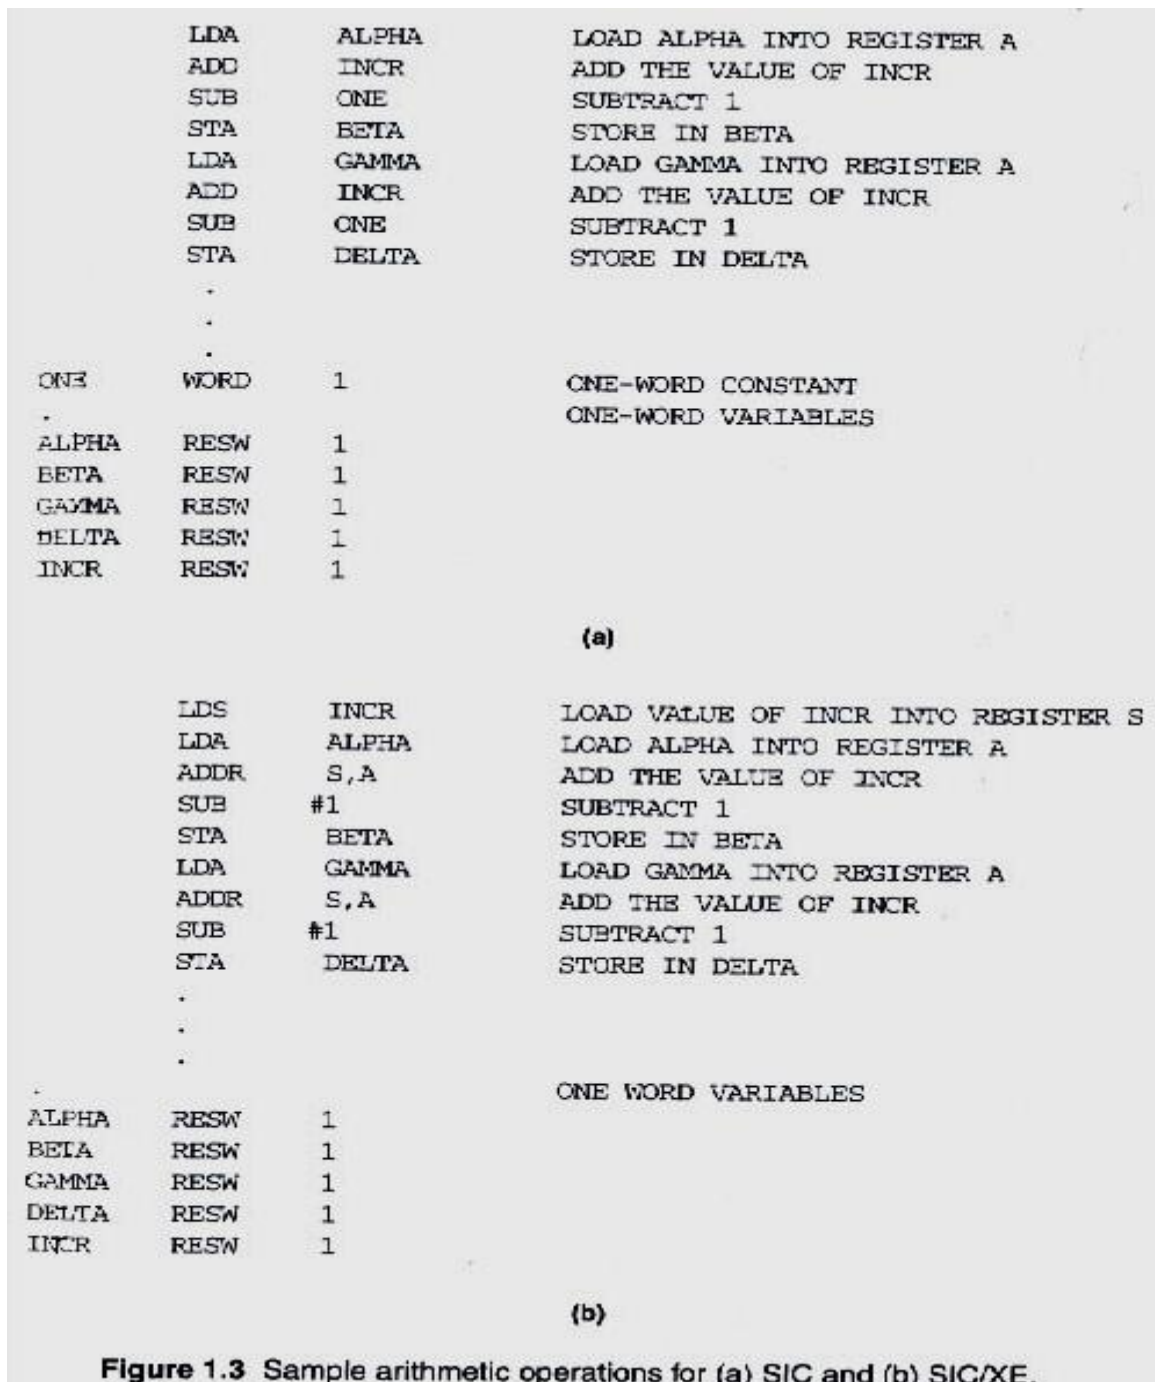 LDA ALPHA LOAD ALPHA INTO REGISTER A
ADD INCR ADD THE VALUE OF INCR
SUB ONE SUBTRACT 1
STA BETA STORE IN BETA
LDA GAMMA LOAD GAMMA INTO REGISTER A
ADD INCR ADD THE VALUE OF INCR
SUB ONE SUBTRACT 1
STA DELTA STORE IN DELTA
.
.
.
ONE WORD 1 ONE-WORD CONSTANT
. ONE-WORD VARIABLES
ALPHA RESW 1
BETA RESW 1
GAMMA RESW 1
DELTA RESW 1
INCR RESW 1
(a)
LDS INCR LOAD VALUE OF INCR INTO REGISTER S
LDA ALPHA LOAD ALPHA INTO REGISTER A
ADDR S,A ADD THE VALUE OF INCR
SUB #1 SUBTRACT 1
STA BETA STORE IN BETA
LDA GAMMA LOAD GAMMA INTO REGISTER A
ADDR S,A ADD THE VALUE OF INCR
SUB #1 SUBTRACT 1
STA DELTA STORE IN DELTA
.
.
.
. ONE WORD VARIABLES
ALPHA RESW 1
BETA RESW 1
GAMMA RESW 1
DELTA RESW 1
INCR RESW 1
(b)
Figure 1.3 Sample arithmetic operations for (a) SIC and (b) SIC/XE.